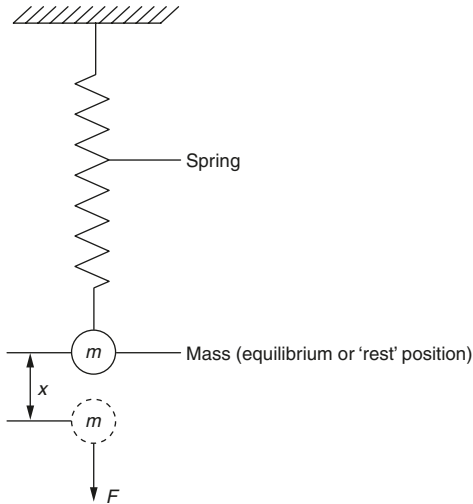 Spring
m
Mass (equilibrium or ‘rest’ position)
x
m
F